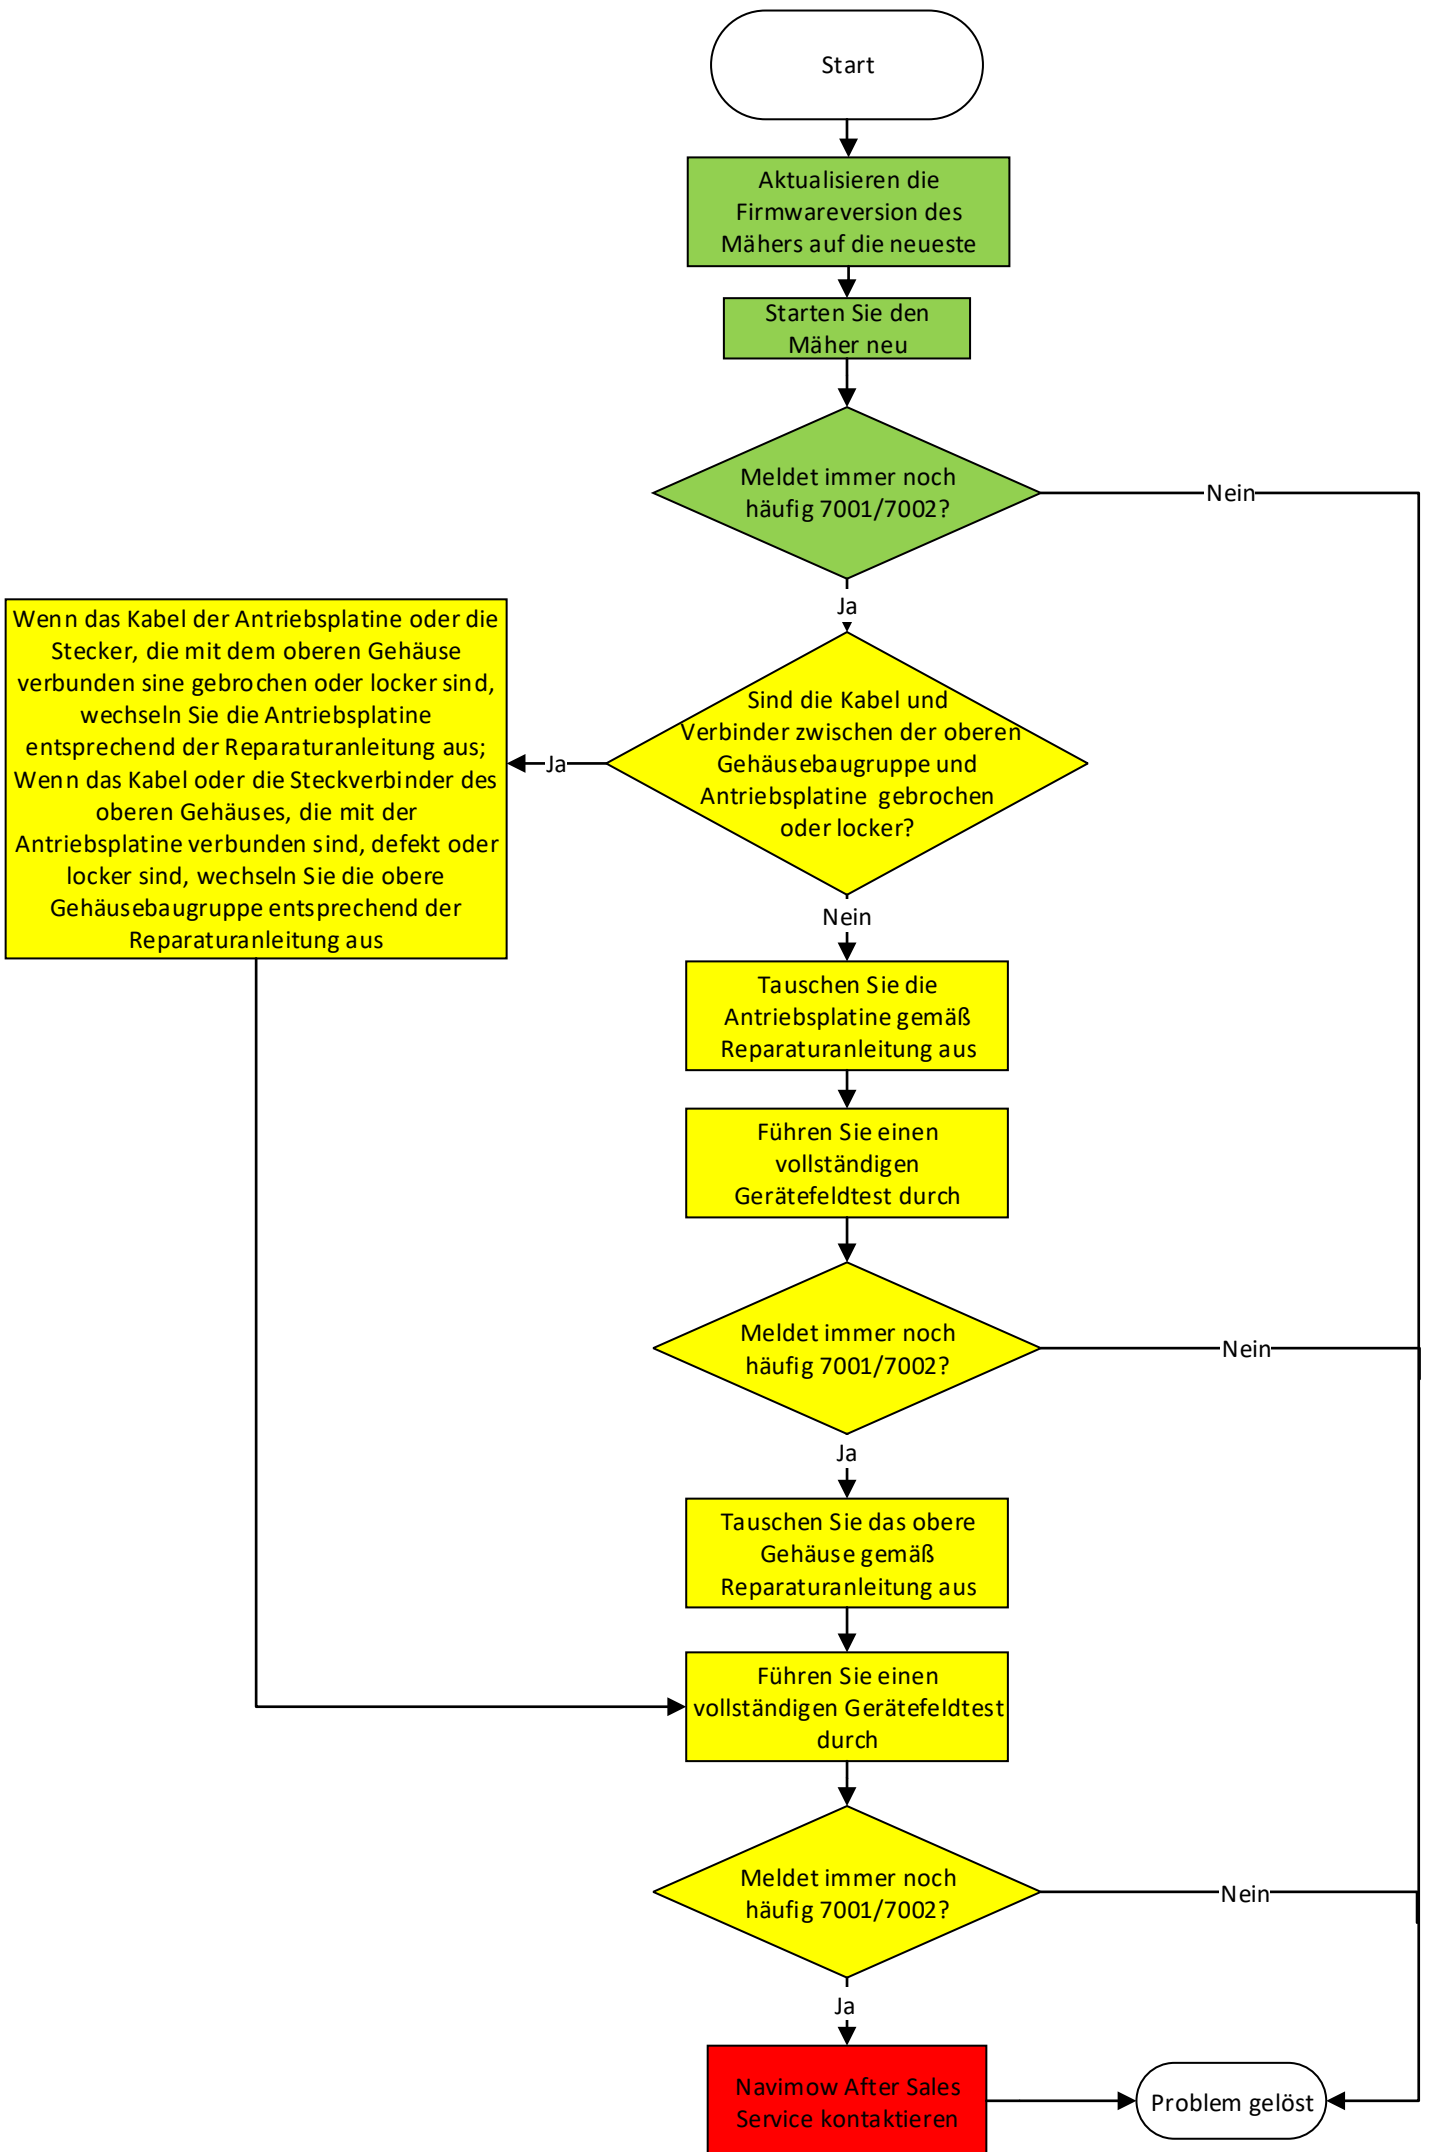 Start
Aktualisieren die
Firmwareversion des
Mähers auf die neueste
Starten Sie den
Mäher neu
Meldet immer noch
häufig 7001/7002?
Nein
Ja
Wenn das Kabel der Antriebsplatine oder die
Stecker, die mit dem oberen Gehäuse
verbunden sine gebrochen oder locker sind,
wechseln Sie die Antriebsplatine
entsprechend der Reparaturanleitung aus;
Wenn das Kabel oder die Steckverbinder des
oberen Gehäuses, die mit der
Antriebsplatine verbunden sind, defekt oder
locker sind, wechseln Sie die obere
Gehäusebaugruppe entsprechend der
Reparaturanleitung aus
Ja
Sind die Kabel und
Verbinder zwischen der oberen
Gehäusebaugruppe und
Antriebsplatine gebrochen
oder locker?
Nein
Tauschen Sie die
Antriebsplatine gemäß
Reparaturanleitung aus
Führen Sie einen
vollständigen
Gerätefeldtest durch
Meldet immer noch
häufig 7001/7002?
Nein
Ja
Tauschen Sie das obere
Gehäuse gemäß
Reparaturanleitung aus
Führen Sie einen
vollständigen Gerätefeldtest
durch
Meldet immer noch
häufig 7001/7002?
Nein
Ja
Navimow After Sales
Service kontaktieren
Problem gelöst